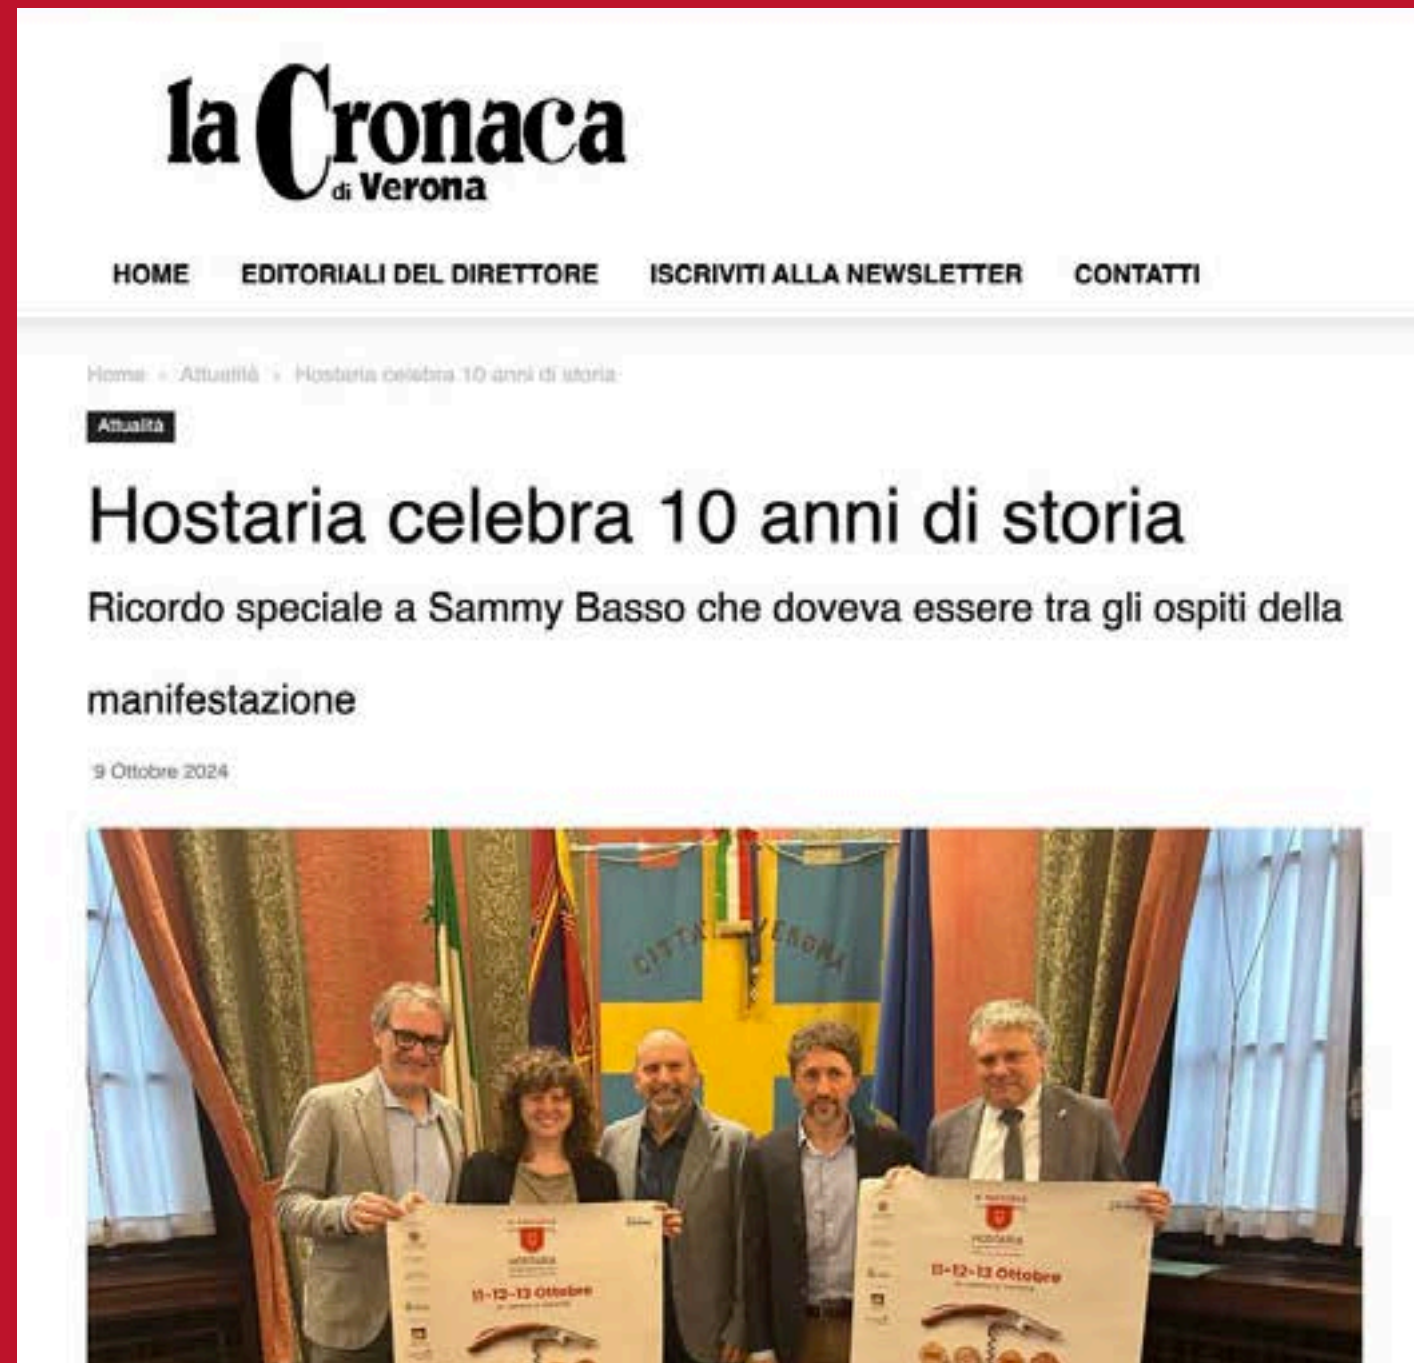 la Cronaca
di Verona
HOME EDITORIALI DEL DIRETTORE ISCRIVITI ALLA NEWSLETTER CONTATTI
Home Attualità Hostaria celebra 10 anni di storia
Attualità
Hostaria celebra 10 anni di storia
Ricordo speciale a Sammy Basso che doveva essere tra gli ospiti della
manifestazione
9 Ottobre 2024
CITTÀ VERONA
HOSTARIA
11-12-13 Ottobre
HOSTARIA
11-12-13 Ottobre